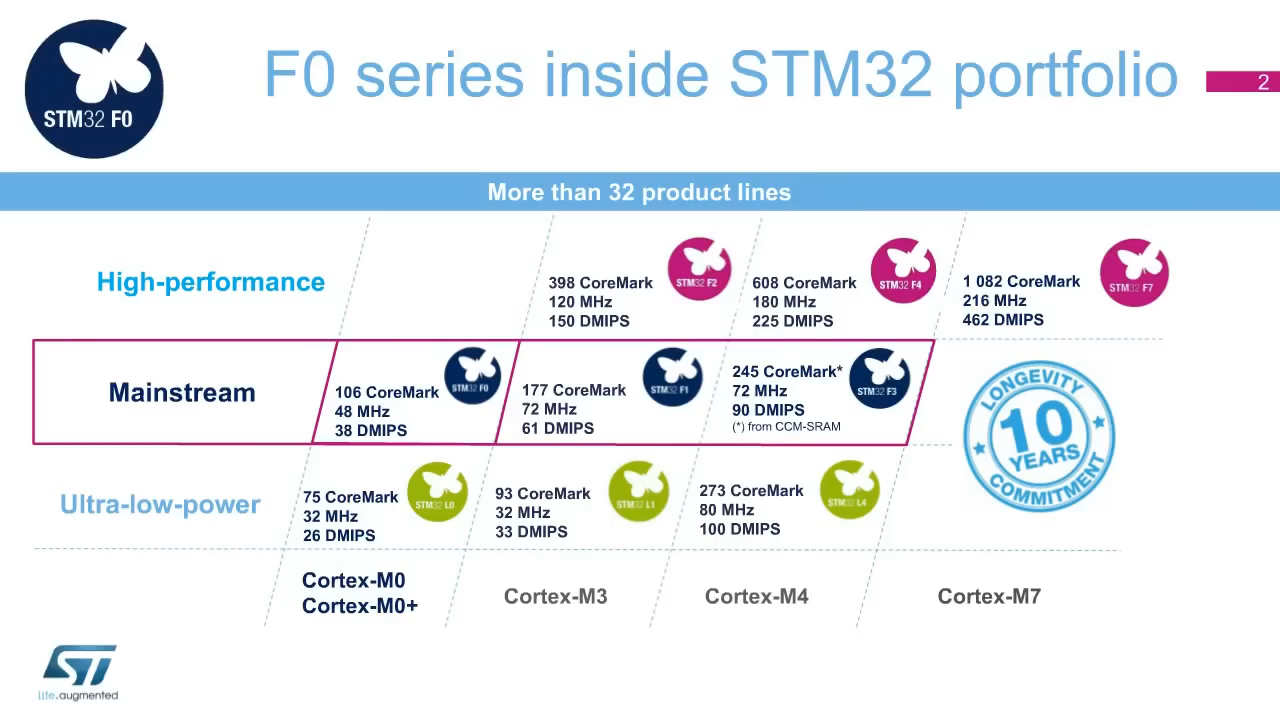 STM32 F0
F0 series inside STM32 portfolio
2
More than 32 product lines
High-performance
398 CoreMark
120 MHz
150 DMIPS
STM32 F2
608 CoreMark
180 MHz
225 DMIPS
STM32 F4
1 082 CoreMark
216 MHz
462 DMIPS
STM32 F7
Mainstream
106 CoreMark
48 MHz
38 DMIPS
STM32 F0
177 CoreMark
72 MHz
61 DMIPS
STM32 F1
245 CoreMark*
72 MHz
90 DMIPS
(*) from CCM-SRAM
STM32 F3
LONGEVITY
10
YEARS
COMMITMENT
Ultra-low-power
75 CoreMark
32 MHz
26 DMIPS
STM32 L0
93 CoreMark
32 MHz
33 DMIPS
STM32 L1
273 CoreMark
80 MHz
100 DMIPS
STM32 L4
Cortex-M0
Cortex-M0+
Cortex-M3
Cortex-M4
Cortex-M7
ST
life.augmented